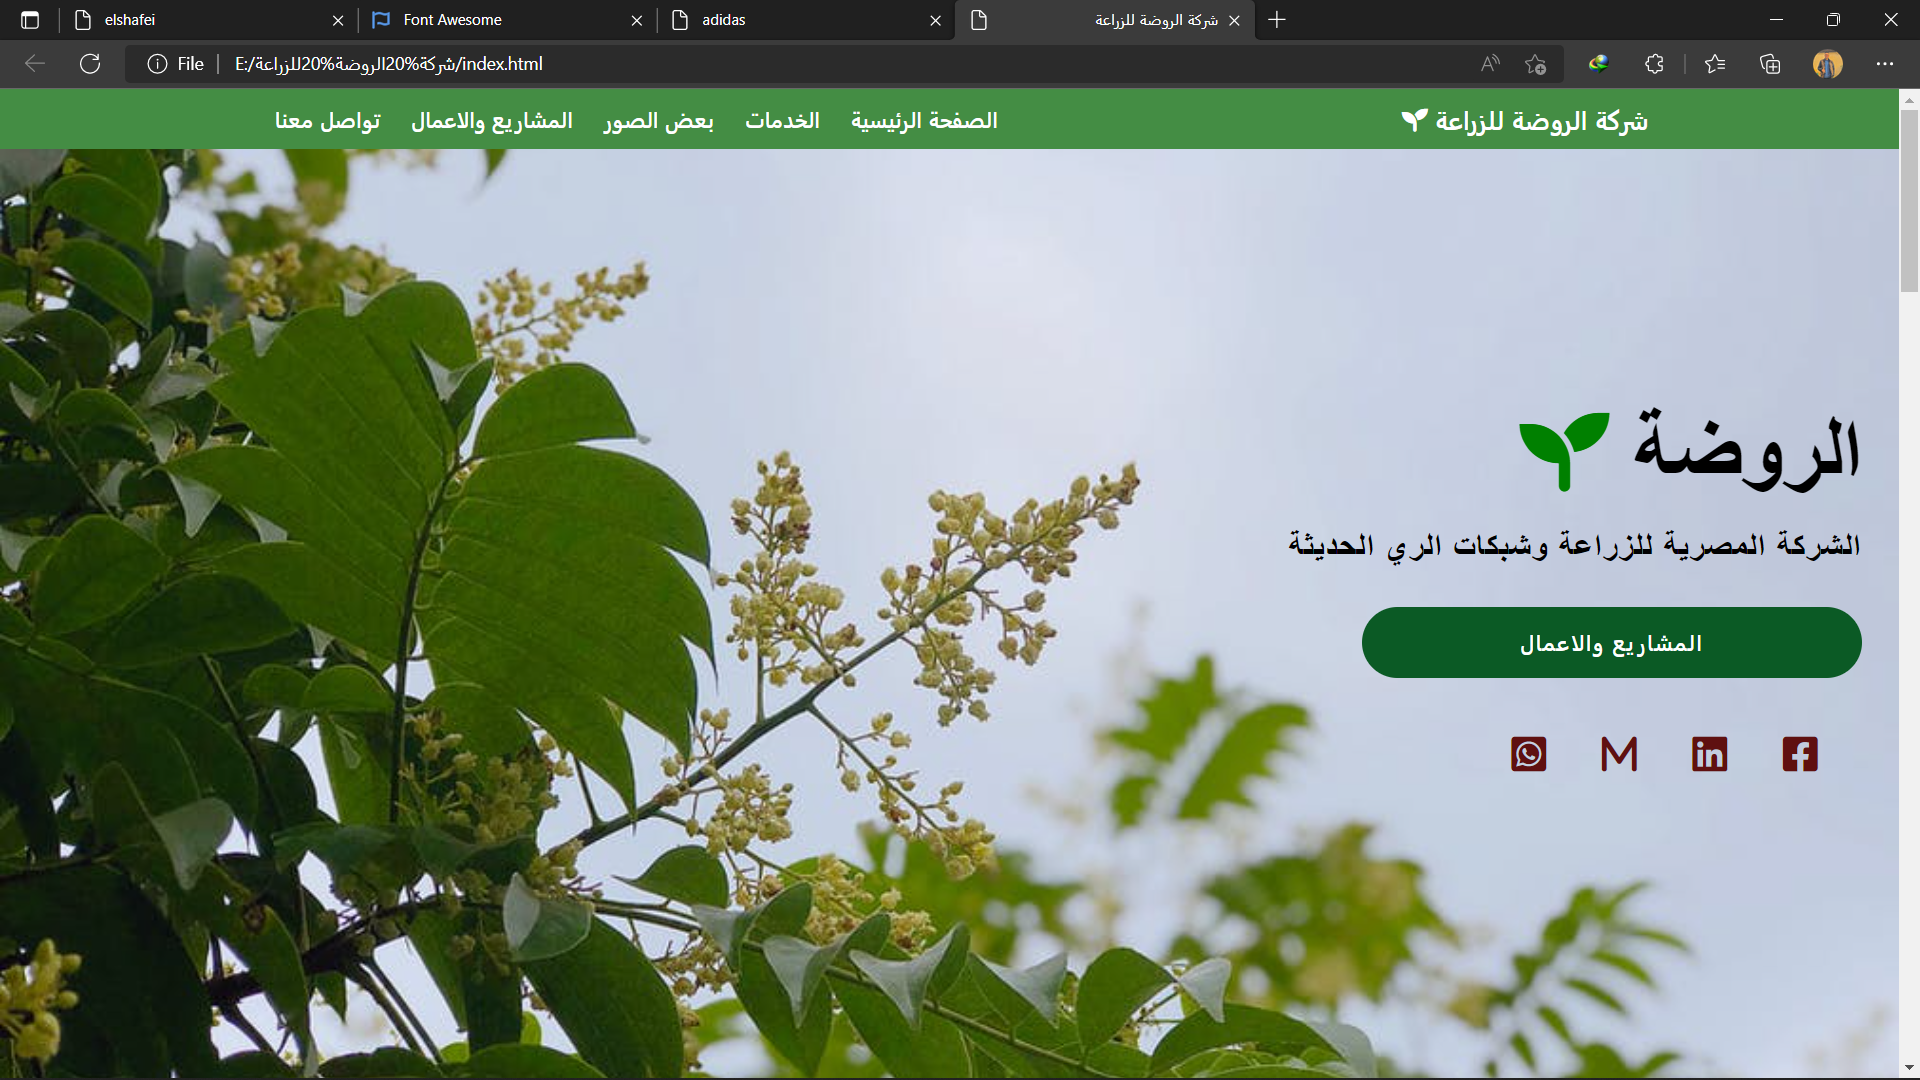 elshafei
Font Awesome
adidas
شركة الروضة للزراعة
File
E:/شركة%20الروضة%20للزراعة/index.html
شركة الروضة للزراعة
الصفحة الرئيسية
الخدمات
بعض الصور
المشاريع والاعمال
تواصل معنا
الروضة
الشركة المصرية للزراعة وشبكات الري الحديثة
المشاريع والاعمال